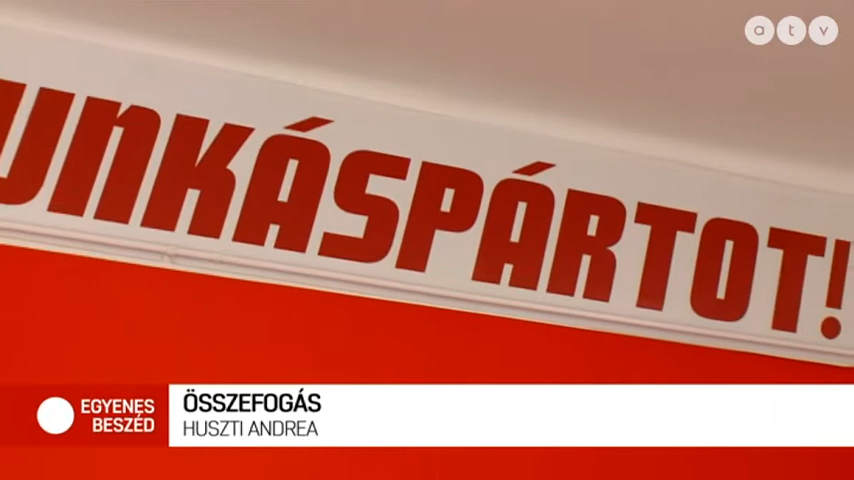 atv
UNKÁSPÁRTOT!
EGYENES
BESZÉD
ÖSSZEFOGÁS
HUSZTI ANDREA